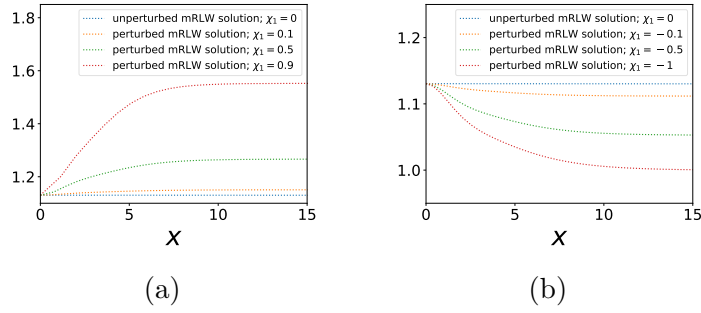 unperturbed mRLW solution; χ₁ = 0
perturbed mRLW solution; χ₁ = 0.1
perturbed mRLW solution; χ₁ = 0.5
perturbed mRLW solution; χ₁ = 0.9
1.8
1.6
1.4
1.2
0 5 10 15
x
(a)
unperturbed mRLW solution; χ₁ = 0
perturbed mRLW solution; χ₁ = −0.1
perturbed mRLW solution; χ₁ = −0.5
perturbed mRLW solution; χ₁ = −1
1.2
1.1
1.0
0 5 10 15
x
(b)